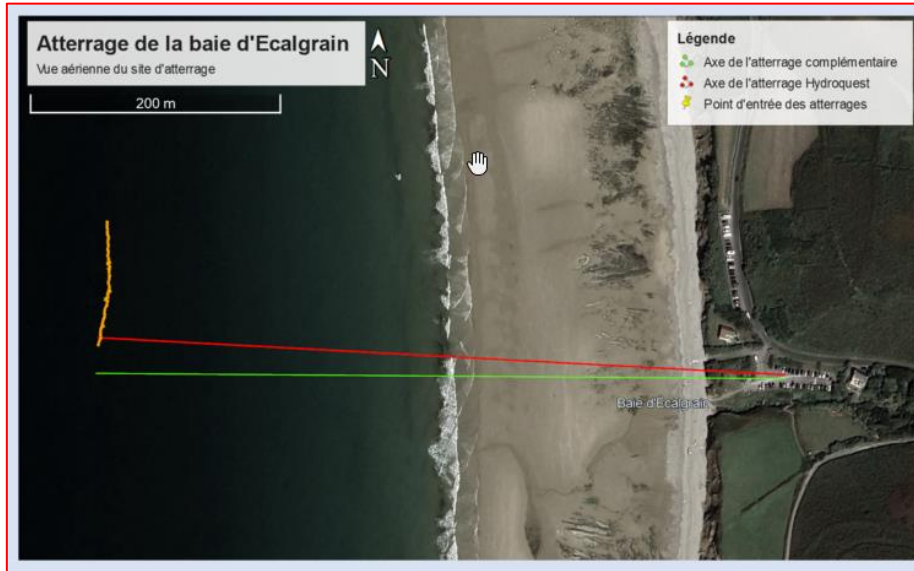 Atterrage de la baie d'Ecalgrain
Vue aérienne du site d'atterrage
N
200 m
Légende
Axe de l'atterrage complémentaire
Axe de l'atterrage Hydroquest
Point d'entrée des atterrages
Baie d'Ecalgrain